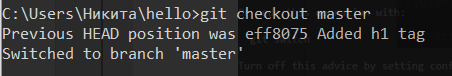 C:\Users\Никита\hello>git checkout master
Previous HEAD position was eff8075 Added h1 tag
Switched to branch 'master'